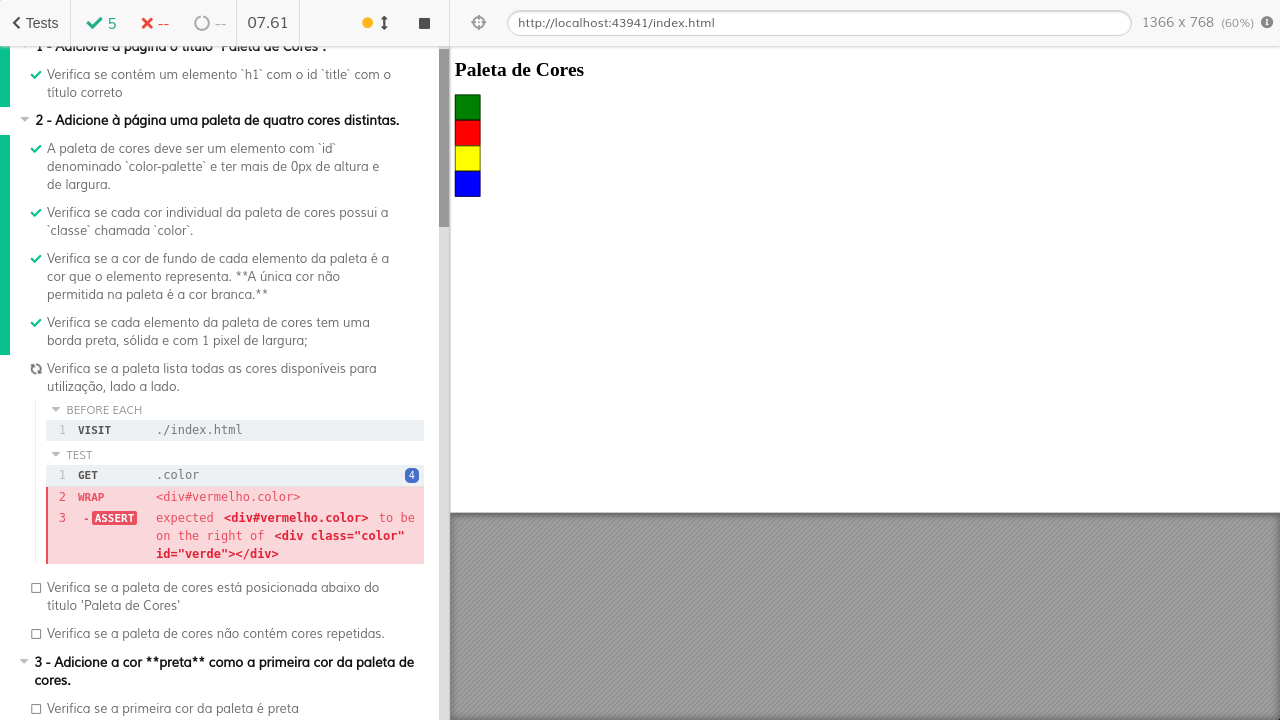 Tests
5
--
--
07.61
http://localhost:43941/index.html
1366 x 768 (60%)
1 - Adicione à página o título "Paleta de Cores".
Verifica se contém um elemento `h1` com o id `title` com o
título correto
2 - Adicione à página uma paleta de quatro cores distintas.
A paleta de cores deve ser um elemento com `id`
denominado `color-palette` e ter mais de 0px de altura e
de largura.
Verifica se cada cor individual da paleta de cores possui a
`classe` chamada `color`.
Verifica se a cor de fundo de cada elemento da paleta é a
cor que o elemento representa. **A única cor não
permitida na paleta é a cor branca.**
Verifica se cada elemento da paleta de cores tem uma
borda preta, sólida e com 1 pixel de largura;
Verifica se a paleta lista todas as cores disponíveis para
utilização, lado a lado.
BEFORE EACH
1 VISIT ./index.html
TEST
1 GET .color 4
2 WRAP <div#vermelho.color>
3 -ASSERT expected <div#vermelho.color> to be
on the right of <div class="color"
id="verde"></div>
Verifica se a paleta de cores está posicionada abaixo do
título 'Paleta de Cores'
Verifica se a paleta de cores não contém cores repetidas.
3 - Adicione a cor **preta** como a primeira cor da paleta de
cores.
Verifica se a primeira cor da paleta é preta
Paleta de Cores